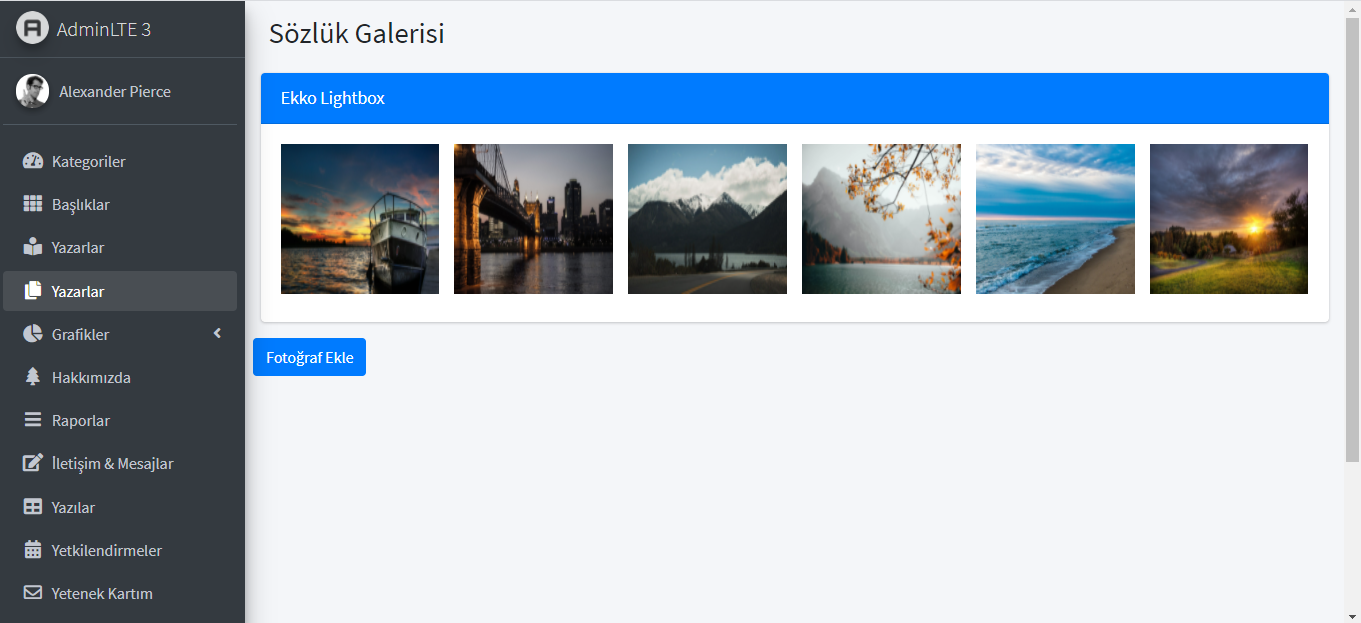 AdminLTE 3
Alexander Pierce
Kategoriler
Başlıklar
Yazarlar
Yazarlar
Grafikler
Hakkımızda
Raporlar
İletişim & Mesajlar
Yazılar
Yetkilendirmeler
Yetenek Kartım
Sözlük Galerisi
Ekko Lightbox
Fotoğraf Ekle